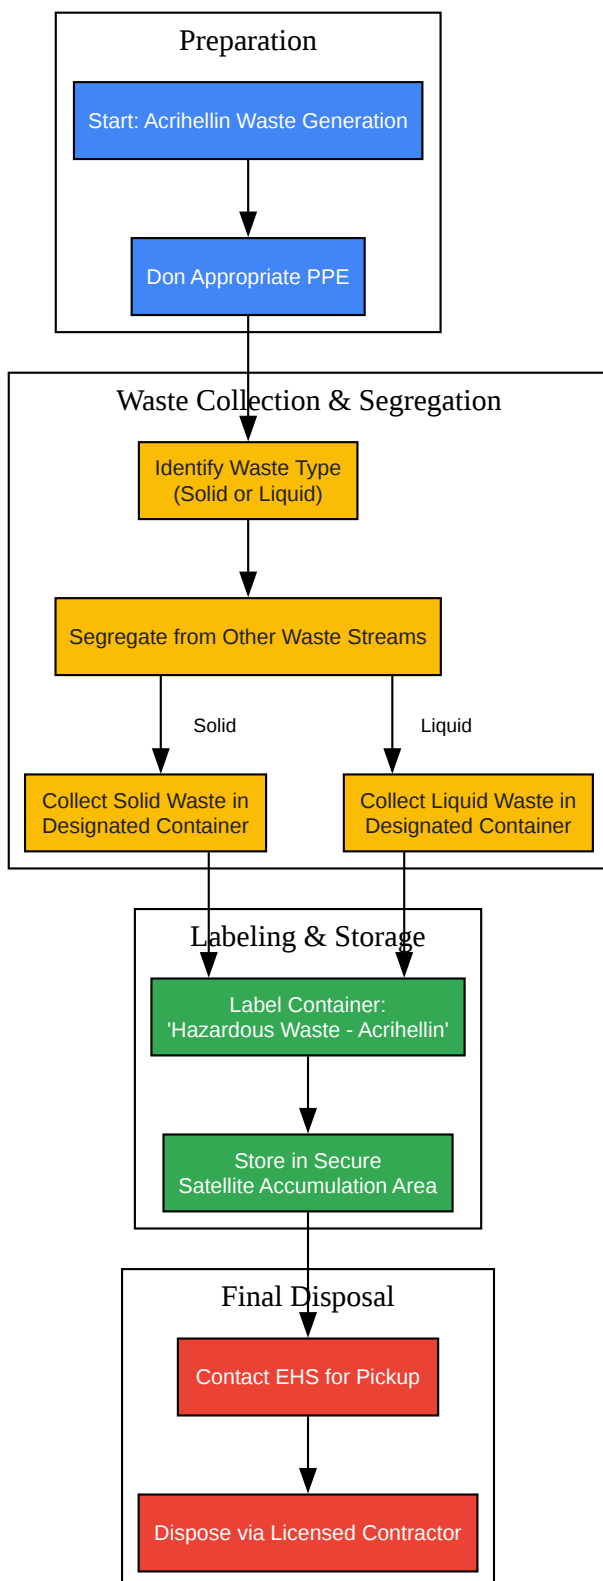 Preparation
Start: Acrihellin Waste Generation
Don Appropriate PPE
Waste Collection & Segregation
Identify Waste Type
(Solid or Liquid)
Segregate from Other Waste Streams
Solid
Liquid
Collect Solid Waste in
Designated Container
Collect Liquid Waste in
Designated Container
Labeling & Storage
Label Container:
'Hazardous Waste - Acrihellin'
Store in Secure
Satellite Accumulation Area
Final Disposal
Contact EHS for Pickup
Dispose via Licensed Contractor